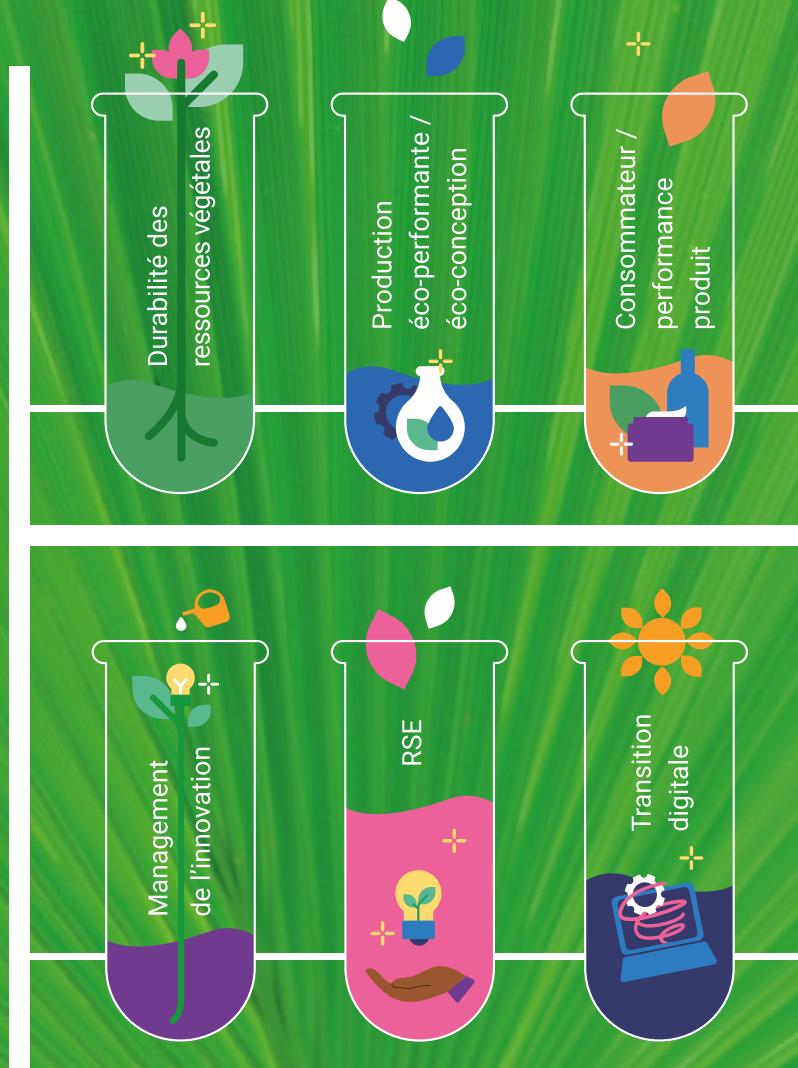 Durabilité des
ressources végétales
Production
éco-performante /
éco-conception
Consommateur /
performance
produit
Management
de l'innovation
RSE
Transition
digitale